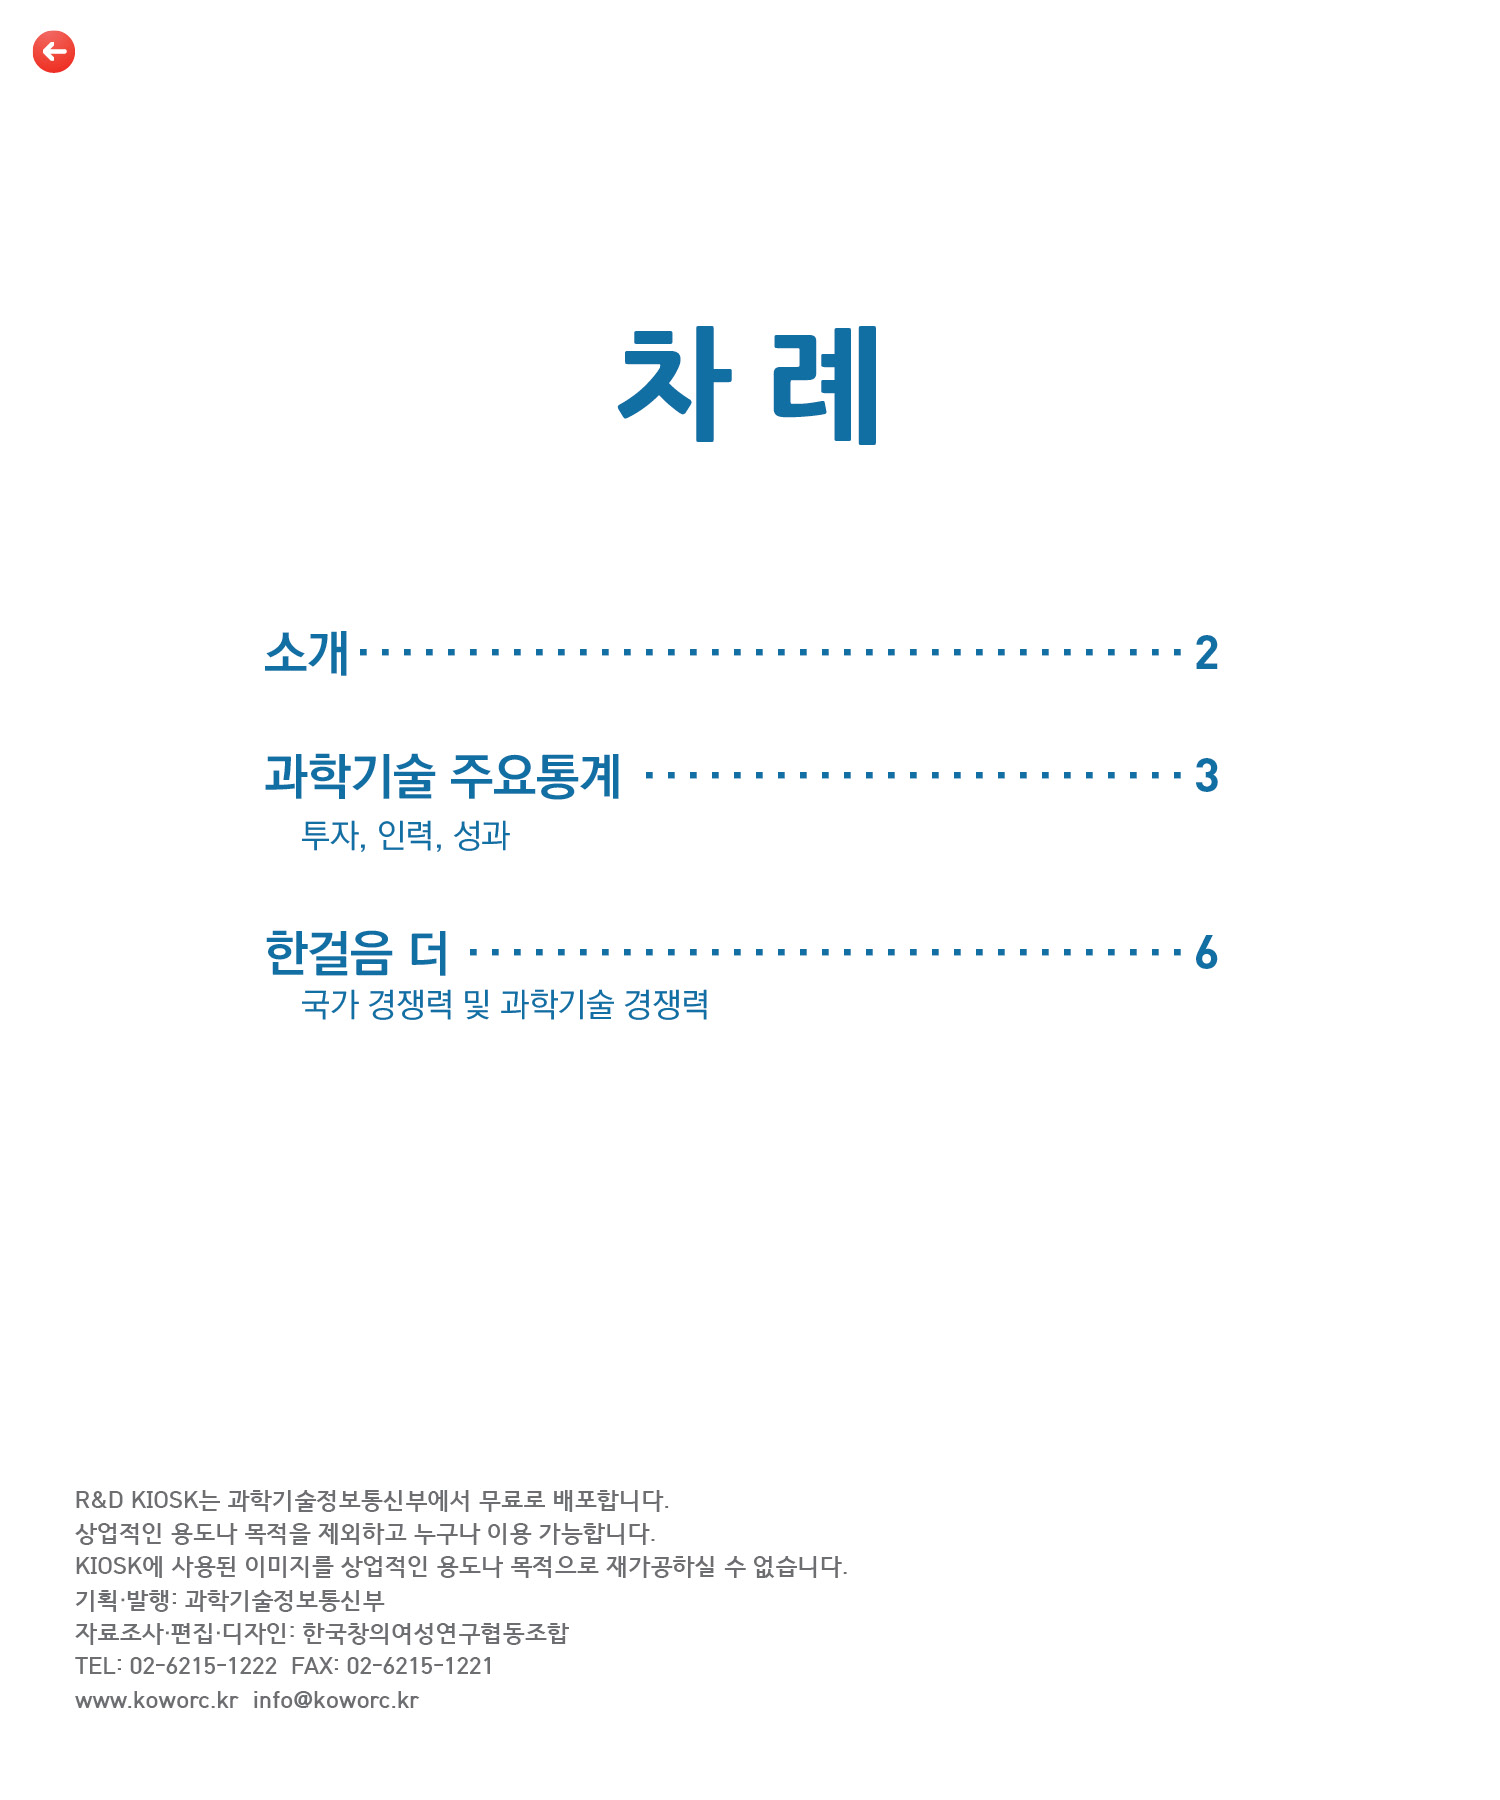 차 례
소개 ······································ 2
과학기술 주요통계 ························· 3
투자, 인력, 성과
한걸음 더 ································· 6
국가 경쟁력 및 과학기술 경쟁력
R&D KIOSK는 과학기술정보통신부에서 무료로 배포합니다.
상업적인 용도나 목적을 제외하고 누구나 이용 가능합니다.
KIOSK에 사용된 이미지를 상업적인 용도나 목적으로 재가공하실 수 없습니다.
기획·발행: 과학기술정보통신부
자료조사·편집·디자인: 한국창의여성연구협동조합
TEL: 02-6215-1222  FAX: 02-6215-1221
www.koworc.kr  info@koworc.kr